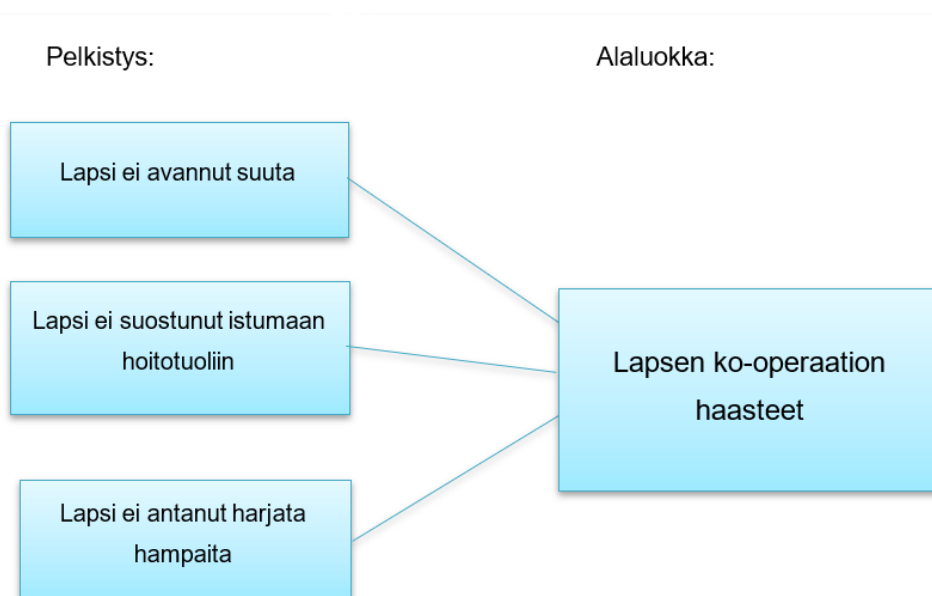 Pelkistys:
Alaluokka:
Lapsi ei avannut suuta
Lapsi ei suostunut istumaan
hoitotuoliin
Lapsen ko-operaation
haasteet
Lapsi ei antanut harjata
hampaita